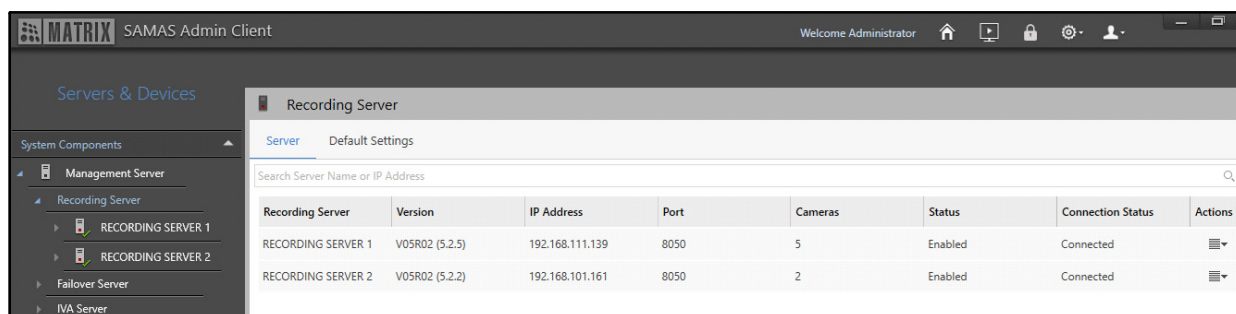 MATRIX SAMAS Admin Client Welcome Administrator
Servers & Devices
Recording Server
System Components
Server Default Settings
Management Server
Search Server Name or IP Address
Recording Server
Recording Server Version IP Address Port Cameras Status Connection Status Actions
RECORDING SERVER 1
RECORDING SERVER 1 V05R02 (5.2.5) 192.168.111.139 8050 5 Enabled Connected
RECORDING SERVER 2
RECORDING SERVER 2 V05R02 (5.2.2) 192.168.101.161 8050 2 Enabled Connected
Failover Server
IVA Server